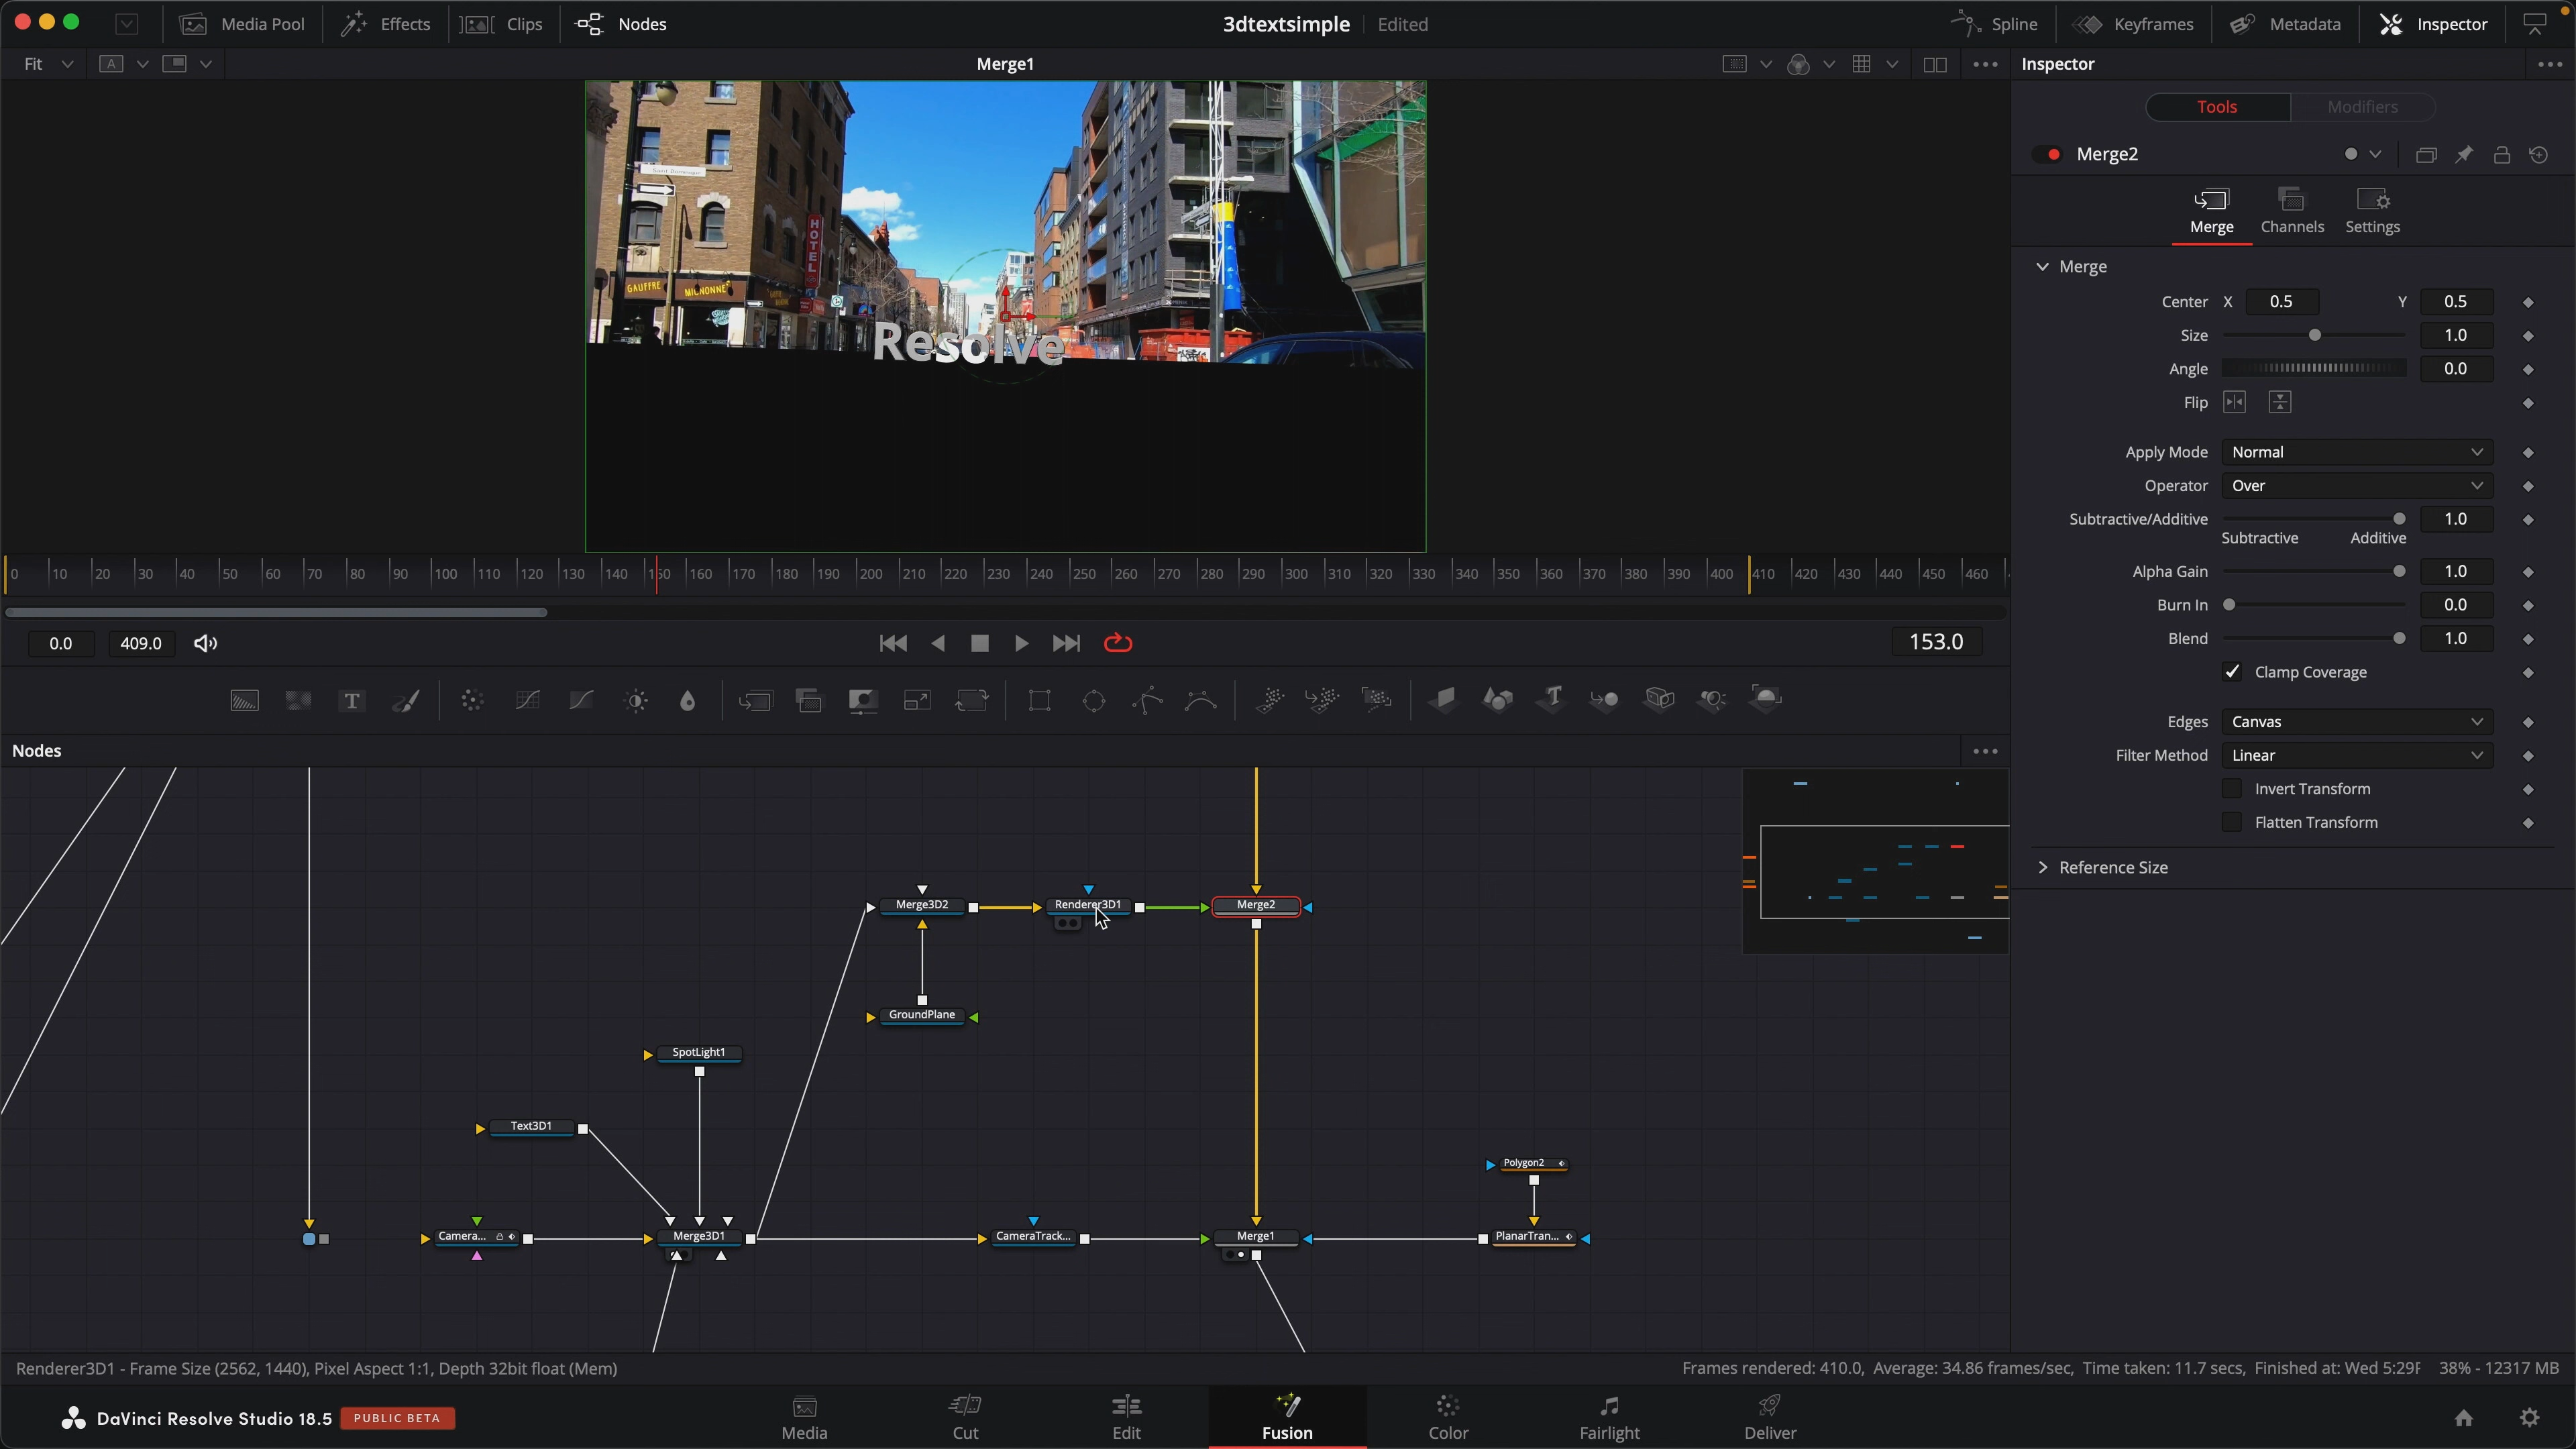 Media Pool Effects Clips Nodes 3dtextsimple Edited Spline Keyframes Metadata Inspector
Fit A Merge1 Inspector
Tools Modifiers
Merge2
Merge Channels Settings
Merge
Center X 0.5 Y 0.5
Size 1.0
Angle 0.0
Flip
Apply Mode Normal
Operator Over
Subtractive/Additive 1.0
Subtractive Additive
Alpha Gain 1.0
Burn In 0.0
Blend 1.0
Clamp Coverage
Edges Canvas
Filter Method Linear
Invert Transform
Flatten Transform
Reference Size
HOTEL
GAUFFRE MIGNONNE
Resolve
0 10 20 30 40 50 60 70 80 90 100 110 120 130 140 150 160 170 180 190 200 210 220 230 240 250 260 270 280 290 300 310 320 330 340 350 360 370 380 390 400 410 420 430 440 450 460
0.0 409.0 153.0
T T
Nodes
Merge3D2 Renderer3D1 Merge2
GroundPlane
SpotLight1
Text3D1
Polygon2
Camera... Merge3D1 CameraTrack... Merge1 PlanarTran...
Renderer3D1 - Frame Size (2562, 1440), Pixel Aspect 1:1, Depth 32bit float (Mem)
Frames rendered: 410.0, Average: 34.86 frames/sec, Time taken: 11.7 secs, Finished at: Wed 5:29P 38% - 12317 MB
DaVinci Resolve Studio 18.5 PUBLIC BETA
Media Cut Edit Fusion Color Fairlight Deliver